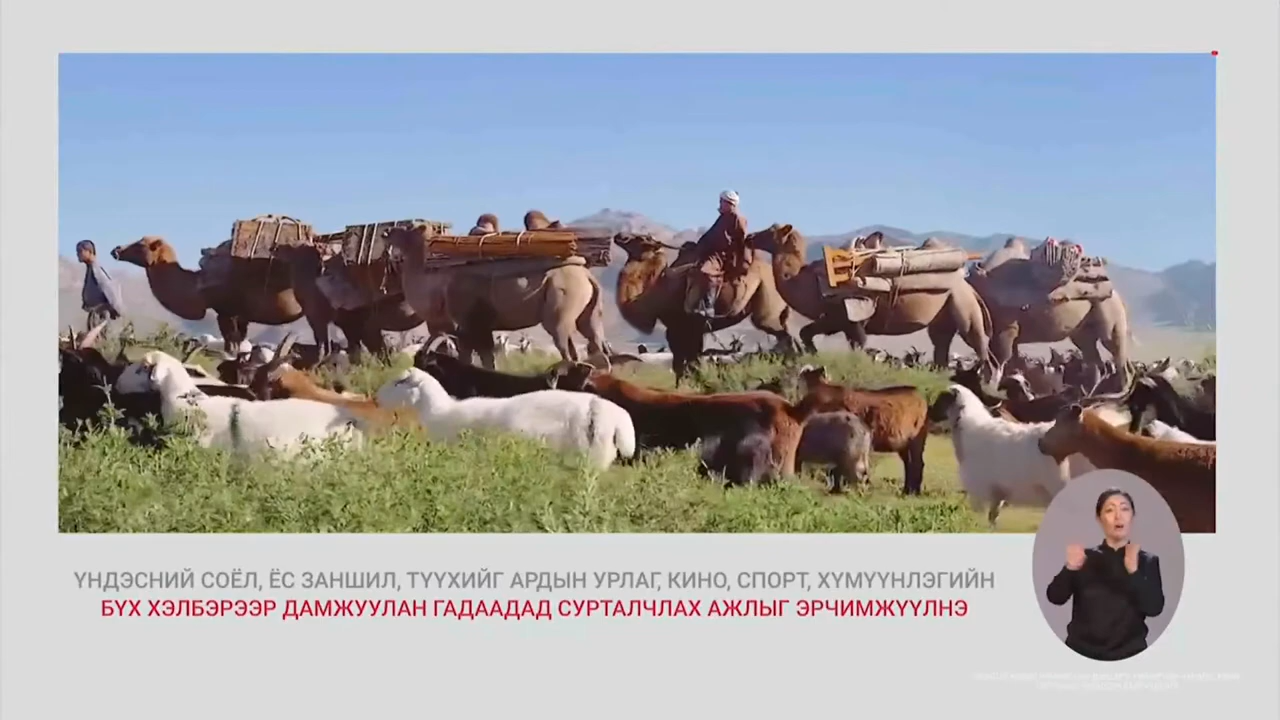 ҮНДЭСНИЙ СОЁЛ, ЁС ЗАНШИЛ, ТҮҮХИЙГ АРДЫН УРЛАГ, КИНО, СПОРТ, ХҮМҮҮНЛЭГИЙН
БҮХ ХЭЛБЭРЭЭР ДАМЖУУЛАН ГАДААДАД СУРТАЛЧЛАХ АЖЛЫГ ЭРЧИМЖҮҮЛНЭ